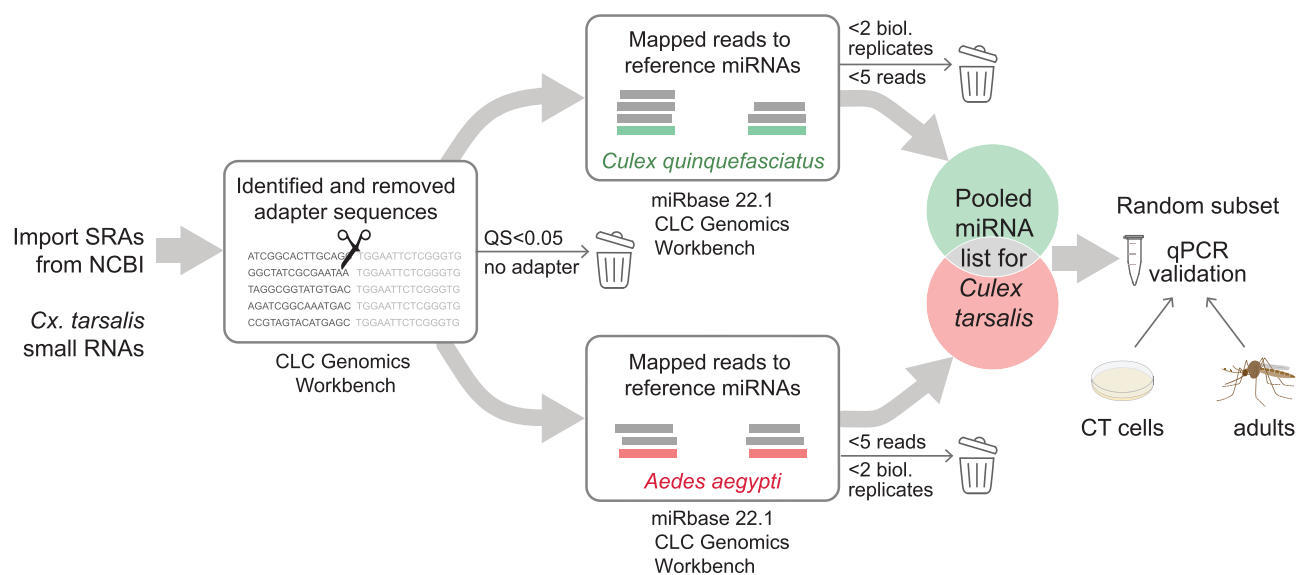 Import SRAs
from NCBI
Cx. tarsalis
small RNAs
Identified and removed
adapter sequences
ATCGGCACTTGCAGC TGGAATTCTCGGGTG
GGCTATCGCGAATAA TGGAATTCTCGGGTG
TAGGCGGTATGTGAC TGGAATTCTCGGGTG
AGATCGGCAAATGAC TGGAATTCTCGGGTG
CCGTAGTACATGAGC TGGAATTCTCGGGTG
CLC Genomics
Workbench
QS<0.05
no adapter
Mapped reads to
reference miRNAs
Culex quinquefasciatus
miRbase 22.1
CLC Genomics
Workbench
<2 biol.
replicates
<5 reads
Mapped reads to
reference miRNAs
Aedes aegypti
miRbase 22.1
CLC Genomics
Workbench
<5 reads
<2 biol.
replicates
Pooled
miRNA
list for
Culex
tarsalis
Random subset
qPCR
validation
CT cells
adults